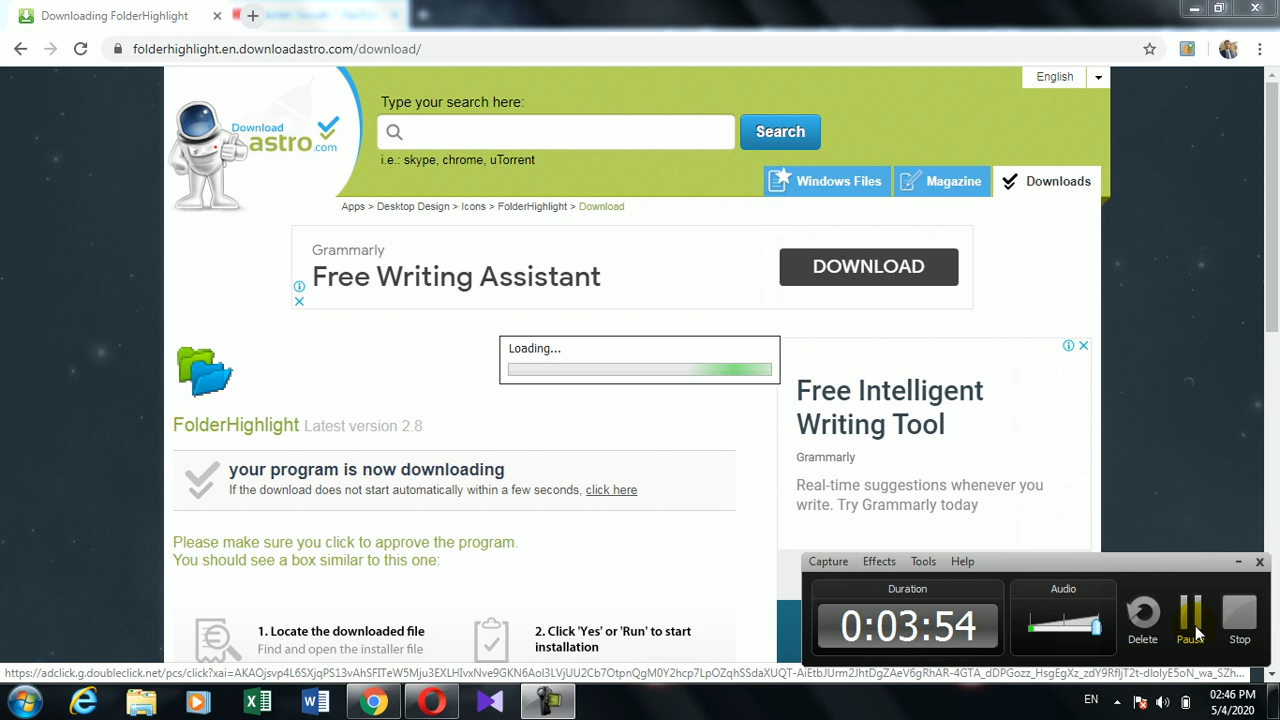 Downloading FolderHighlight
folderhighlight.en.downloadastro.com/download/
English
Type your search here:
Download
astro.com
Search
i.e.: skype, chrome, uTorrent
Windows Files
Magazine
Downloads
Apps > Desktop Design > Icons > FolderHighlight > Download
Grammarly
Free Writing Assistant
DOWNLOAD
Loading...
Free Intelligent
Writing Tool
Grammarly
Real-time suggestions whenever you
write. Try Grammarly today
FolderHighlight Latest version 2.8
your program is now downloading
If the download does not start automatically within a few seconds, click here
Please make sure you click to approve the program.
You should see a box similar to this one:
1. Locate the downloaded file
Find and open the installer file
2. Click 'Yes' or 'Run' to start
installation
Capture Effects Tools Help
Duration
0:03:54
Audio
Delete
Pause
Stop
EN
02:46 PM
5/4/2020